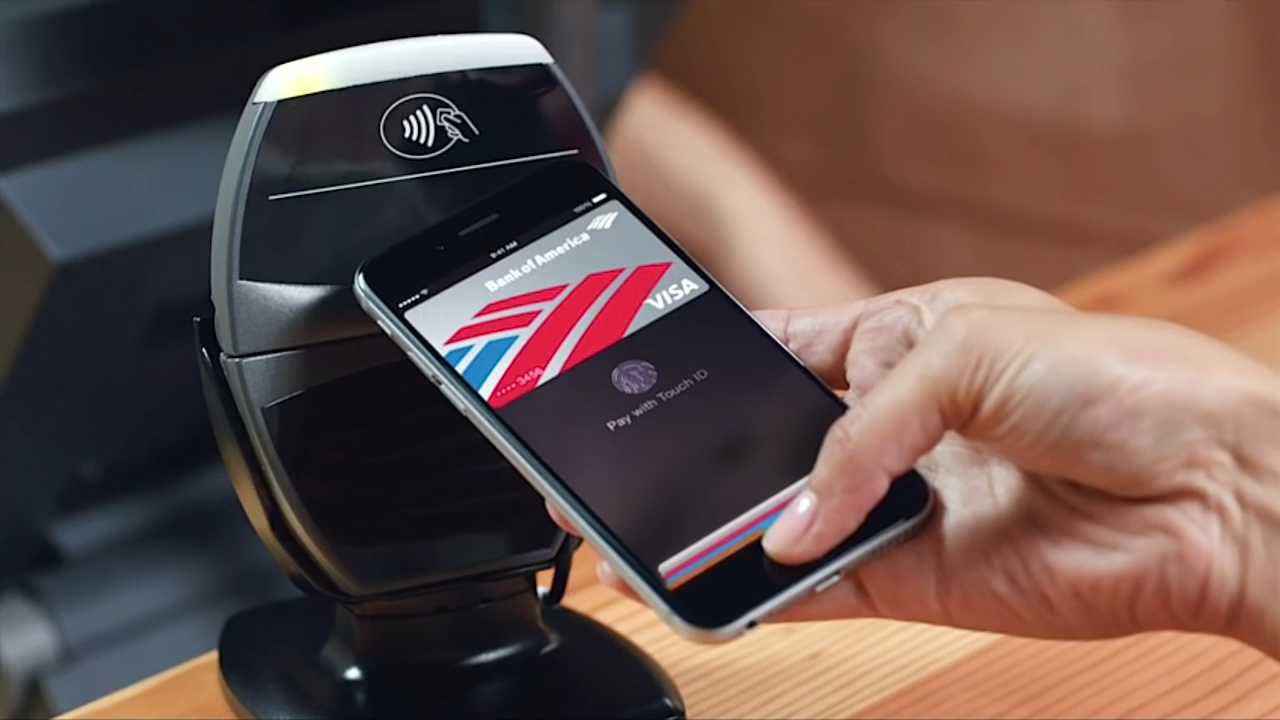 100%
9:41 AM
Bank of America
VISA
•••• 3456
Pay with Touch ID